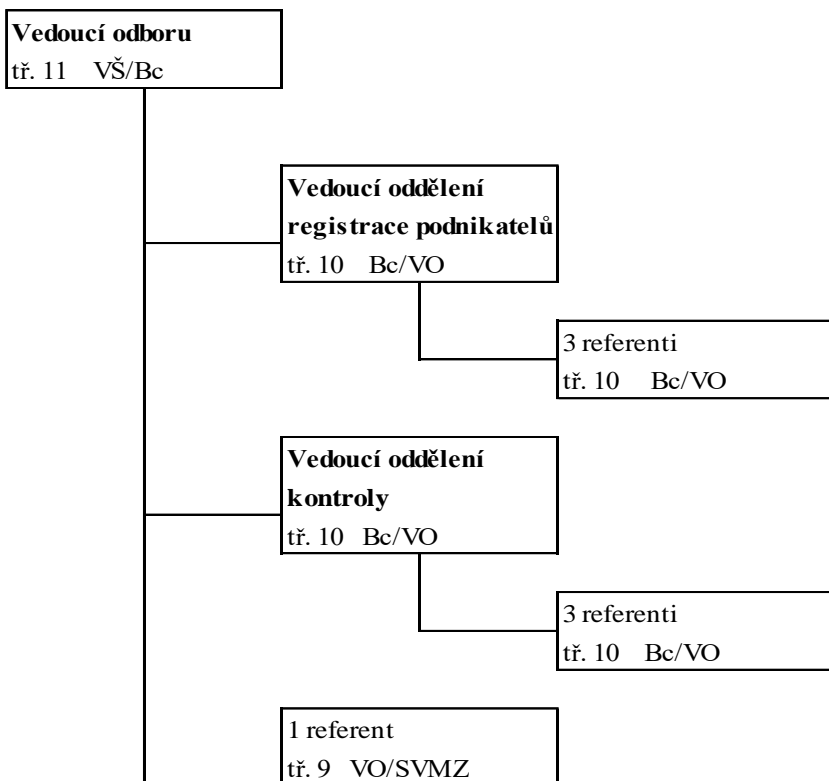 Vedoucí odboru
tř. 11 VŠ/Bc
Vedoucí oddělení
registrace podnikatelů
tř. 10 Bc/VO
3 referenti
tř. 10 Bc/VO
Vedoucí oddělení
kontroly
tř. 10 Bc/VO
3 referenti
tř. 10 Bc/VO
1 referent
tř. 9 VO/SVMZ